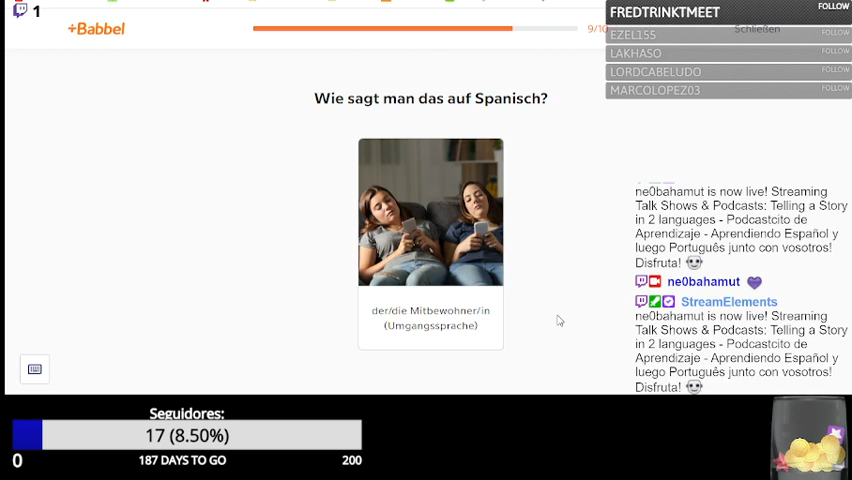 1
+Babbel
9/10
Schließen
FREDTRINKTMEET FOLLOW
EZEL155 FOLLOW
LAKHASO FOLLOW
LORDCABELUDO FOLLOW
MARCOLOPEZ03 FOLLOW
Wie sagt man das auf Spanisch?
der/die Mitbewohner/in
(Umgangssprache)
ne0bahamut is now live! Streaming
Talk Shows & Podcasts: Telling a Story
in 2 languages - Podcastcito de
Aprendizaje - Aprendiendo Español y
luego Português junto con vosotros!
Disfruta!
ne0bahamut
StreamElements
ne0bahamut is now live! Streaming
Talk Shows & Podcasts: Telling a Story
in 2 languages - Podcastcito de
Aprendizaje - Aprendiendo Español y
luego Português junto con vosotros!
Disfruta!
Seguidores:
17 (8.50%)
0 187 DAYS TO GO 200